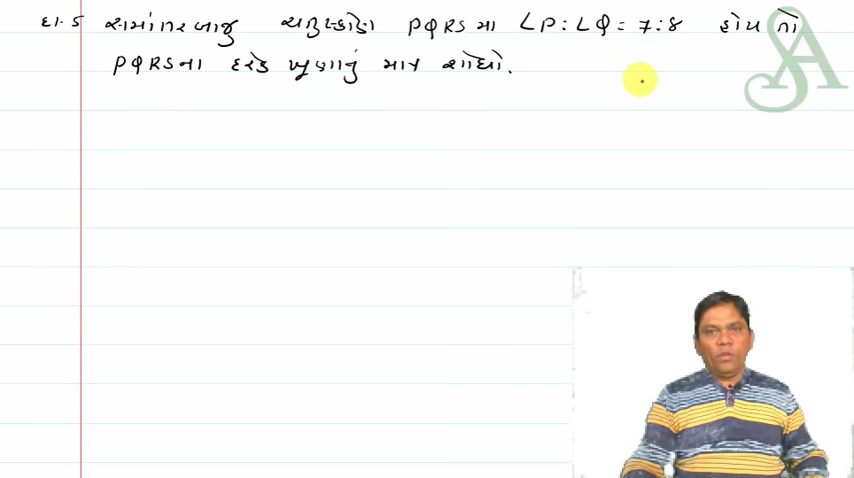 દા.5 સમાંતરબાજુ ચતુષ્કોણ PQRS માં ∠P:∠Q = 7:8 હોય તો
PQRS ના દરેક ખૂણાનું માપ શોધો.